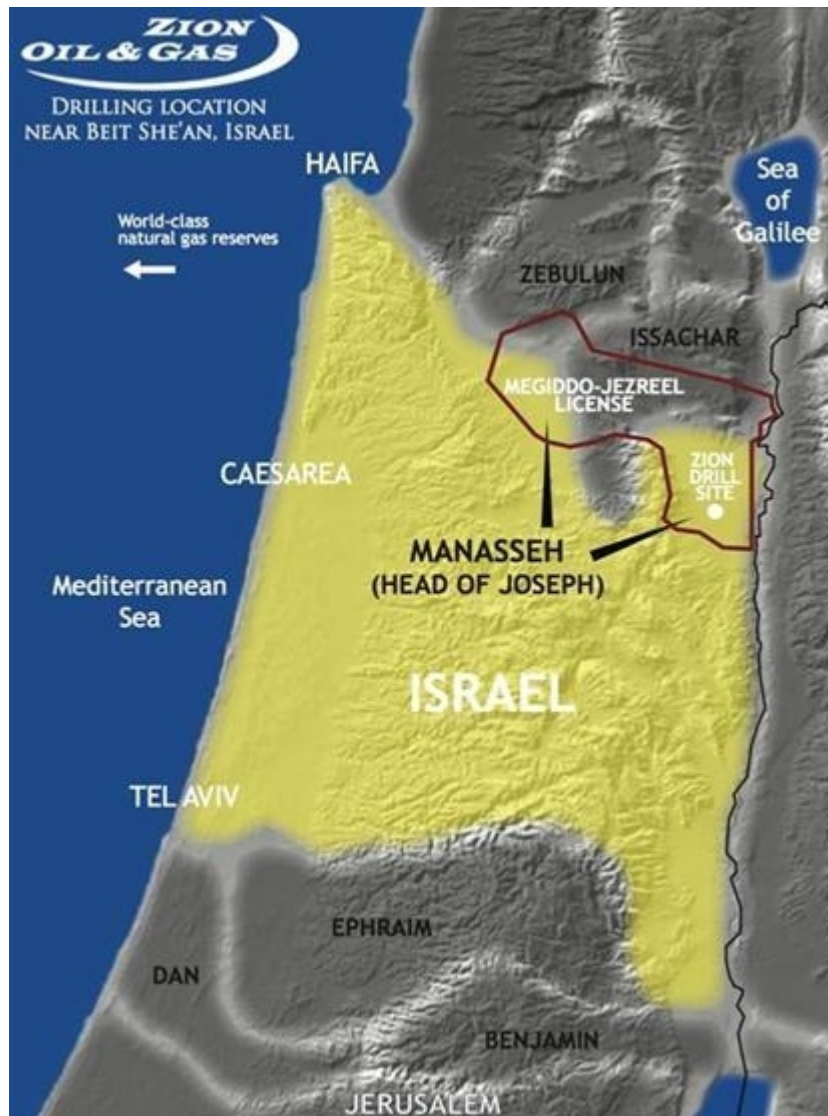 ZION
OIL & GAS
DRILLING LOCATION
NEAR BEIT SHE'AN, ISRAEL
HAIFA
Sea
of
Galilee
World-class
natural gas reserves
ZEBULUN
ISSACHAR
MEGIDDO-JEZREEL
LICENSE
CAESAREA
ZION
DRILL
SITE
MANASSEH
(HEAD OF JOSEPH)
Mediterranean
Sea
ISRAEL
TEL AVIV
EPHRAIM
DAN
BENJAMIN
JERUSALEM